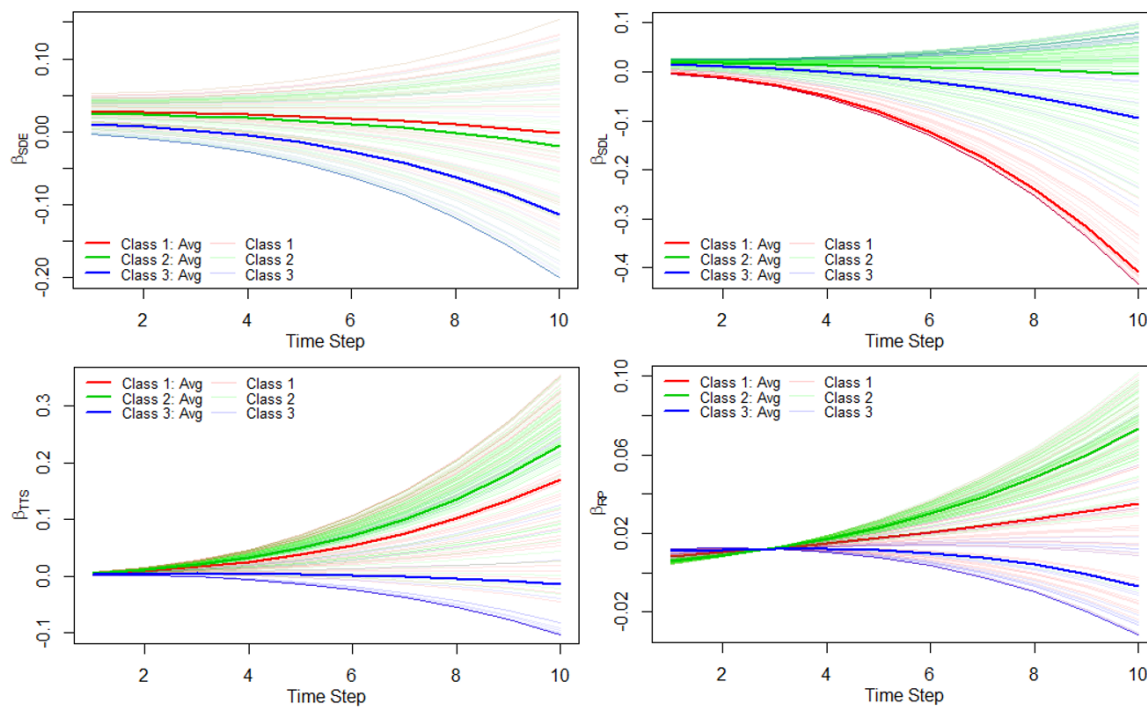 0.10
0.00
-0.10
-0.20
βSDE
Class 1: Avg Class 1
Class 2: Avg Class 2
Class 3: Avg Class 3
2 4 6 8 10
Time Step
0.1
0.0
-0.1
-0.2
-0.3
-0.4
βSDL
Class 1: Avg Class 1
Class 2: Avg Class 2
Class 3: Avg Class 3
2 4 6 8 10
Time Step
0.3
0.2
0.1
0.0
-0.1
βTTS
Class 1: Avg Class 1
Class 2: Avg Class 2
Class 3: Avg Class 3
2 4 6 8 10
Time Step
0.10
0.06
0.02
-0.02
βRP
Class 1: Avg Class 1
Class 2: Avg Class 2
Class 3: Avg Class 3
2 4 6 8 10
Time Step